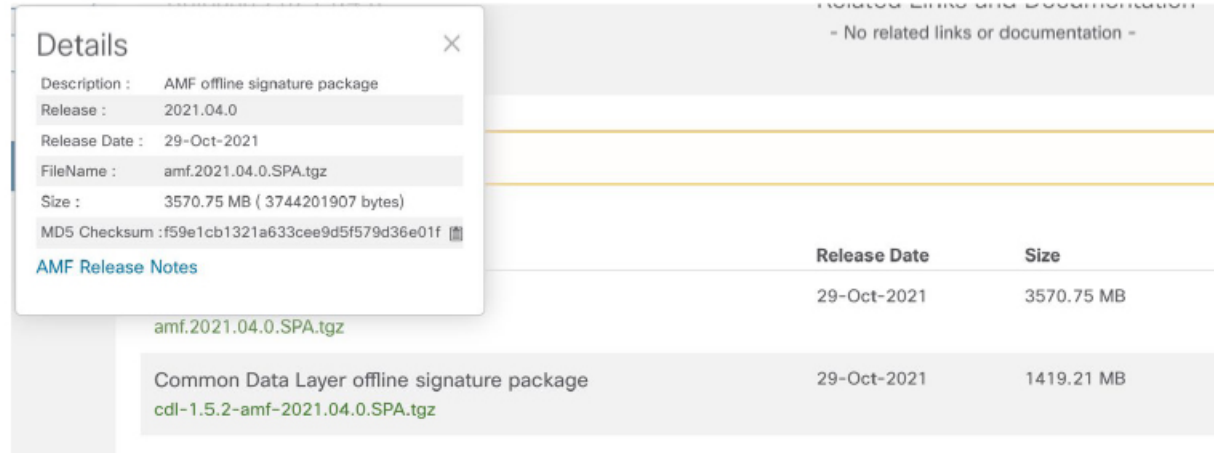 Related Links and Documentation
- No related links or documentation -
Details
Description : AMF offline signature package
Release : 2021.04.0
Release Date : 29-Oct-2021
FileName : amf.2021.04.0.SPA.tgz
Size : 3570.75 MB ( 3744201907 bytes)
MD5 Checksum :f59e1cb1321a633cee9d5f579d36e01f
AMF Release Notes
Release Date Size
29-Oct-2021 3570.75 MB
amf.2021.04.0.SPA.tgz
Common Data Layer offline signature package 29-Oct-2021 1419.21 MB
cdl-1.5.2-amf-2021.04.0.SPA.tgz